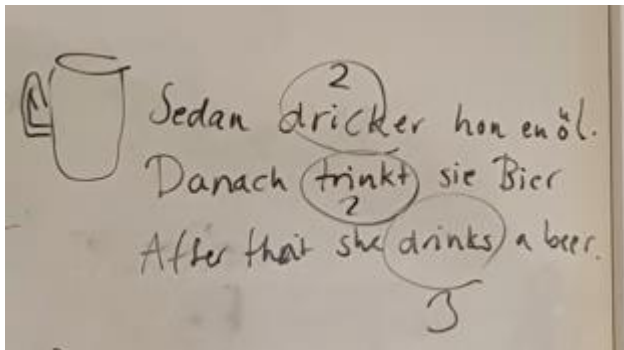 2
Sedan dricker hon en öl.
Danach trinkt sie Bier
2
After that she drinks a beer.
3